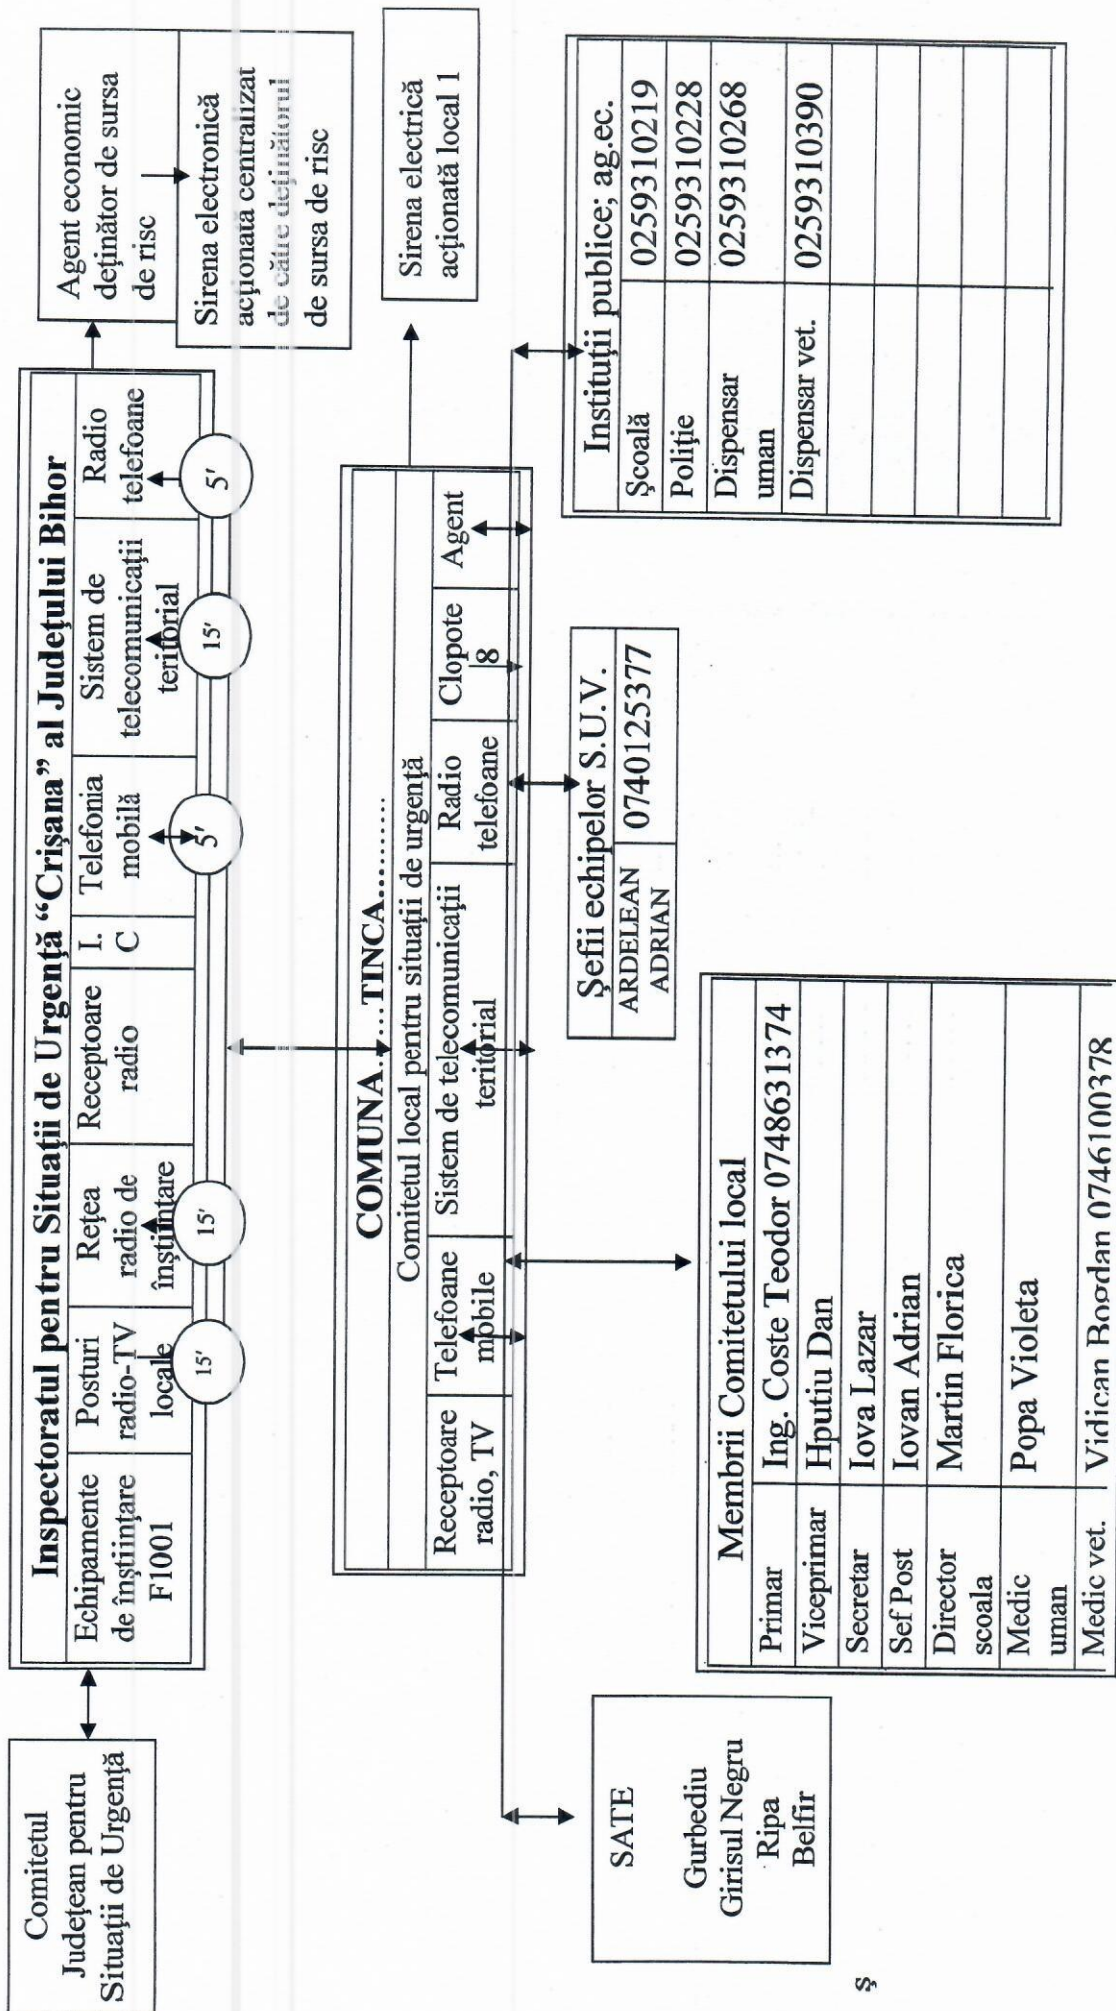 Comitetul
Județean pentru
Situații de Urgență
Inspectoratul pentru Situații de Urgență “Crișana” al Județului Bihor
Echipamente
de înștiințare
F1001
Posturi
radio-TV
locale
Rețea
radio de
înștiințare
Receptoare
radio
I.
C
Telefonia
mobilă
Sistem de
telecomunicații
teritorial
Radio
telefoane
15'
15'
5'
15'
5'
Agent economic
deținător de sursa
de risc
Sirena electronică
acționată centralizat
de către deținătorul
de sursa de risc
COMUNA......TINCA..........
Comitetul local pentru situații de urgență
Receptoare
radio, TV
Telefoane
mobile
Sistem de telecomunicații
teritorial
Radio
telefoane
Clopote
8
Agent
Sirena electrică
acționată local 1
SATE
Gurbediu
Girisul Negru
Ripa
Belfir
Membrii Comitetului local
Primar Ing. Coste Teodor 0748631374
Viceprimar Hputiu Dan
Secretar Iova Lazar
Sef Post Iovan Adrian
Director Martin Florica
scoala
Medic Popa Violeta
uman
Medic vet. Vidican Bogdan 0746100378
Șefii echipelor S.U.V.
ARDELEAN 0740125377
ADRIAN
Instituții publice; ag.ec.
Școală 0259310219
Poliție 0259310228
Dispensar 0259310268
uman
Dispensar vet. 0259310390
ș